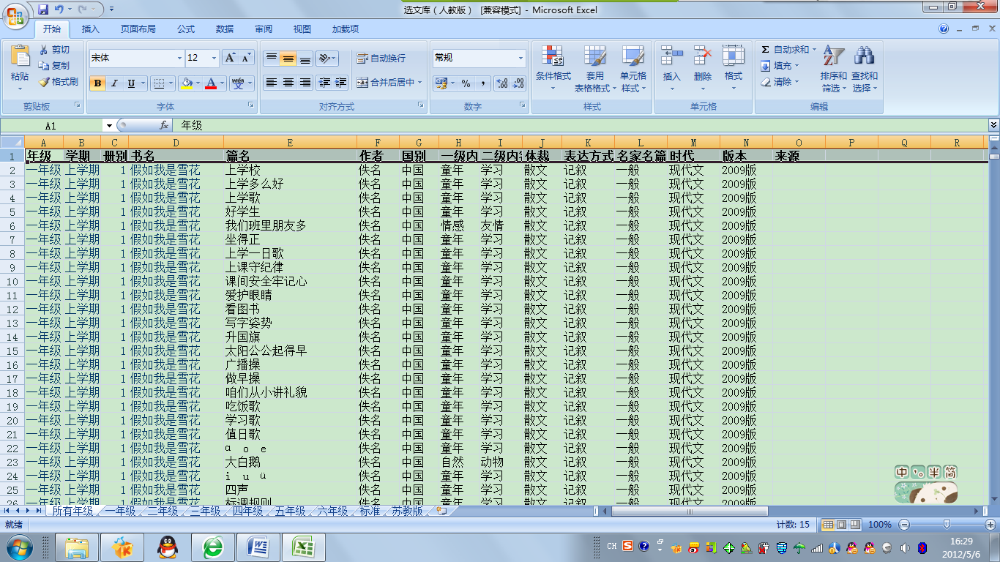 选文库（人教版） [兼容模式] - Microsoft Excel
开始 插入 页面布局 公式 数据 审阅 视图 加载项
粘贴 剪切 复制 格式刷 剪贴板
宋体 12 B I U A wén 字体
自动换行 合并后居中 对齐方式
常规 % , 数字
条件格式 套用表格格式 单元格样式 样式
插入 删除 格式 单元格
Σ 自动求和 填充 清除 排序和筛选 查找和选择 编辑
A1 fx 年级
A B C D E F G H I J K L M N O P Q R
1 年级 学期 册别 书名 篇名 作者 国别 一级内 二级内容 体裁 表达方式 名家名篇 时代 版本 来源
2 一年级 上学期 1 假如我是雪花 上学校 佚名 中国 童年 学习 散文 记叙 一般 现代文 2009版
3 一年级 上学期 1 假如我是雪花 上学多么好 佚名 中国 童年 学习 散文 记叙 一般 现代文 2009版
4 一年级 上学期 1 假如我是雪花 上学歌 佚名 中国 童年 学习 散文 记叙 一般 现代文 2009版
5 一年级 上学期 1 假如我是雪花 好学生 佚名 中国 童年 学习 散文 记叙 一般 现代文 2009版
6 一年级 上学期 1 假如我是雪花 我们班里朋友多 佚名 中国 情感 友情 散文 记叙 一般 现代文 2009版
7 一年级 上学期 1 假如我是雪花 坐得正 佚名 中国 童年 学习 散文 记叙 一般 现代文 2009版
8 一年级 上学期 1 假如我是雪花 上学一日歌 佚名 中国 童年 学习 散文 记叙 一般 现代文 2009版
9 一年级 上学期 1 假如我是雪花 上课守纪律 佚名 中国 童年 学习 散文 记叙 一般 现代文 2009版
10 一年级 上学期 1 假如我是雪花 课间安全牢记心 佚名 中国 童年 学习 散文 记叙 一般 现代文 2009版
11 一年级 上学期 1 假如我是雪花 爱护眼睛 佚名 中国 童年 学习 散文 记叙 一般 现代文 2009版
12 一年级 上学期 1 假如我是雪花 看图书 佚名 中国 童年 学习 散文 记叙 一般 现代文 2009版
13 一年级 上学期 1 假如我是雪花 写字姿势 佚名 中国 童年 学习 散文 记叙 一般 现代文 2009版
14 一年级 上学期 1 假如我是雪花 升国旗 佚名 中国 童年 学习 散文 记叙 一般 现代文 2009版
15 一年级 上学期 1 假如我是雪花 太阳公公起得早 佚名 中国 童年 学习 散文 记叙 一般 现代文 2009版
16 一年级 上学期 1 假如我是雪花 广播操 佚名 中国 童年 学习 散文 记叙 一般 现代文 2009版
17 一年级 上学期 1 假如我是雪花 做早操 佚名 中国 童年 学习 散文 记叙 一般 现代文 2009版
18 一年级 上学期 1 假如我是雪花 咱们从小讲礼貌 佚名 中国 童年 学习 散文 记叙 一般 现代文 2009版
19 一年级 上学期 1 假如我是雪花 吃饭歌 佚名 中国 童年 学习 散文 记叙 一般 现代文 2009版
20 一年级 上学期 1 假如我是雪花 学习歌 佚名 中国 童年 学习 散文 记叙 一般 现代文 2009版
21 一年级 上学期 1 假如我是雪花 值日歌 佚名 中国 童年 学习 散文 记叙 一般 现代文 2009版
22 一年级 上学期 1 假如我是雪花 ɑ o e 佚名 中国 童年 学习 散文 记叙 一般 现代文 2009版
23 一年级 上学期 1 假如我是雪花 大白鹅 佚名 中国 自然 动物 散文 记叙 一般 现代文 2009版
24 一年级 上学期 1 假如我是雪花 i u ü 佚名 中国 童年 学习 散文 记叙 一般 现代文 2009版
25 一年级 上学期 1 假如我是雪花 四声 佚名 中国 童年 学习 散文 记叙 一般 现代文 2009版
26 一年级 上学期 1 假如我是雪花 标调规则 佚名 中国 童年 学习 散文 记叙 一般 现代文 2009版
中 半 简
所有年级 一年级 二年级 三年级 四年级 五年级 六年级 标准 苏教版
就绪 计数: 15 100%
CH 16:29
2012/5/6